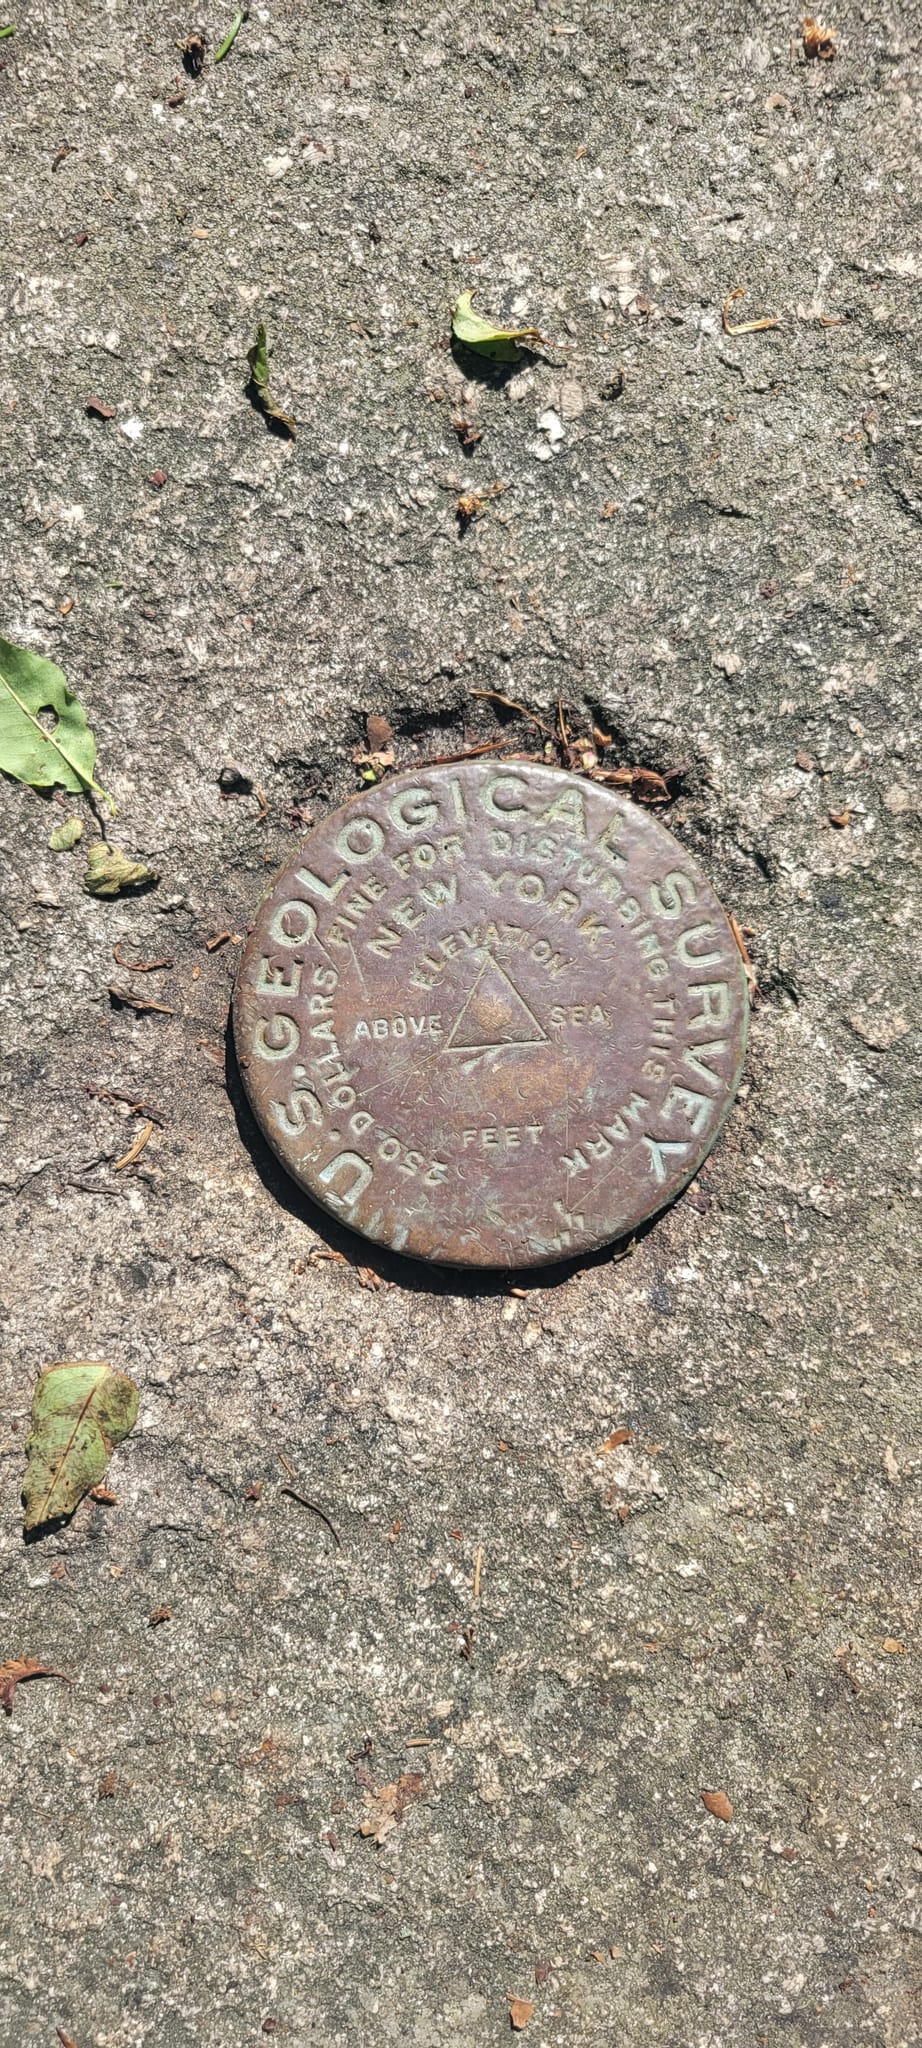 U.S. GEOLOGICAL SURVEY
250 DOLLARS FINE FOR DISTURBING THIS MARK
NEW YORK
ELEVATION
ABOVE SEA
FEET